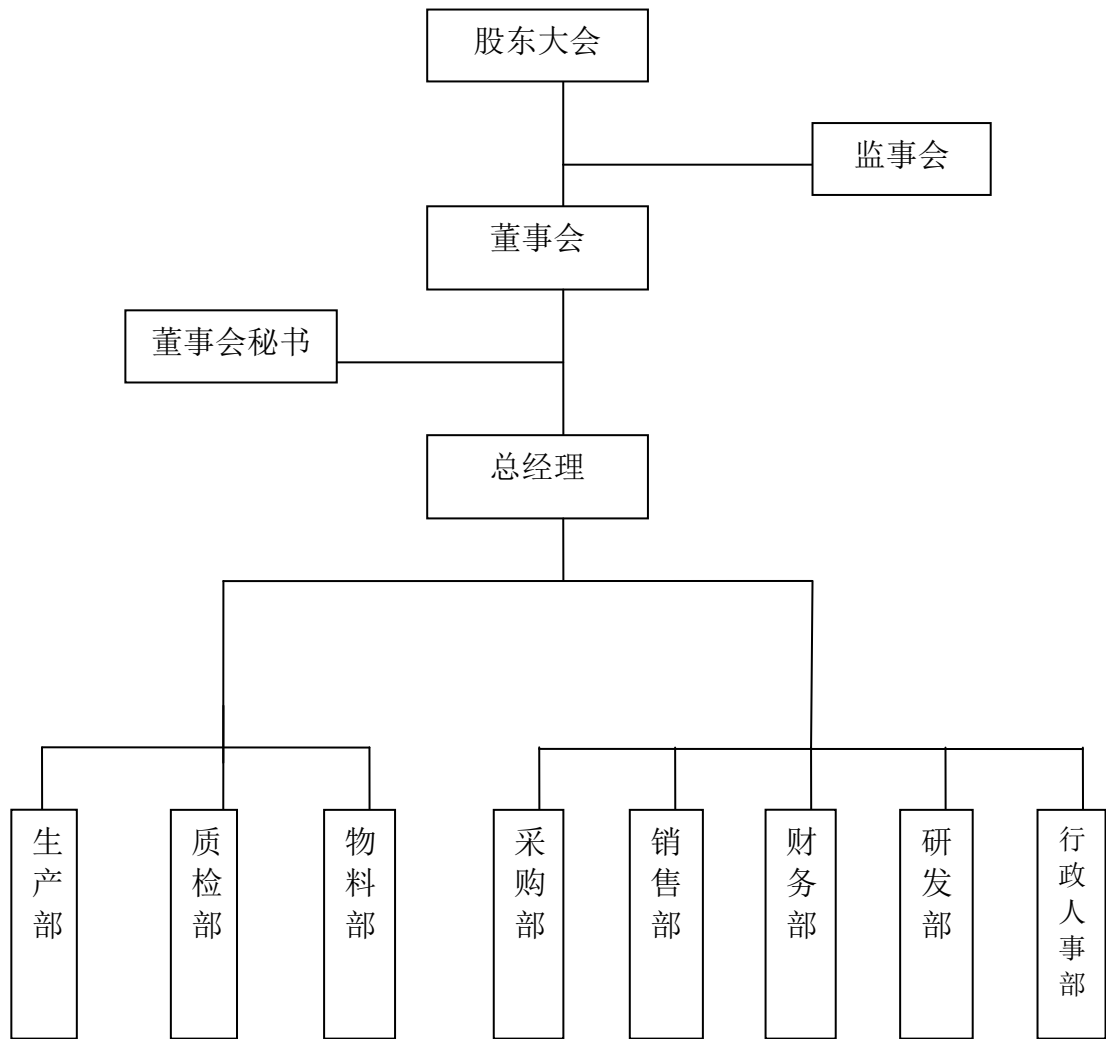 股东大会
监事会
董事会
董事会秘书
总经理
生产部
质检部
物料部
采购部
销售部
财务部
研发部
行政人事部